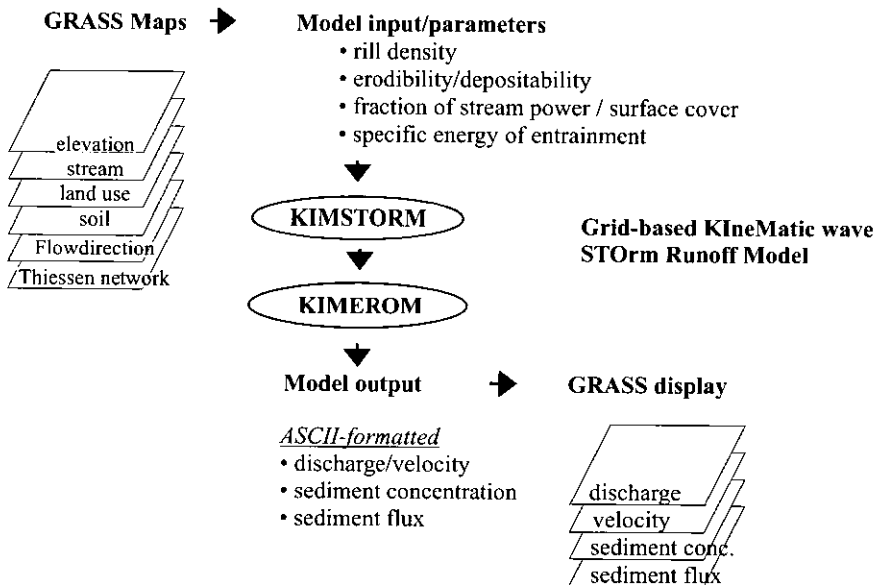 GRASS Maps
Model input/parameters
• rill density
• erodibility/depositability
• fraction of stream power / surface cover
• specific energy of entrainment
elevation
stream
land use
soil
Flowdirection
Thiessen network
KIMSTORM
Grid-based KIneMatic wave
STOrm Runoff Model
KIMEROM
Model output
GRASS display
ASCII-formatted
• discharge/velocity
• sediment concentration
• sediment flux
discharge
velocity
sediment conc.
sediment flux